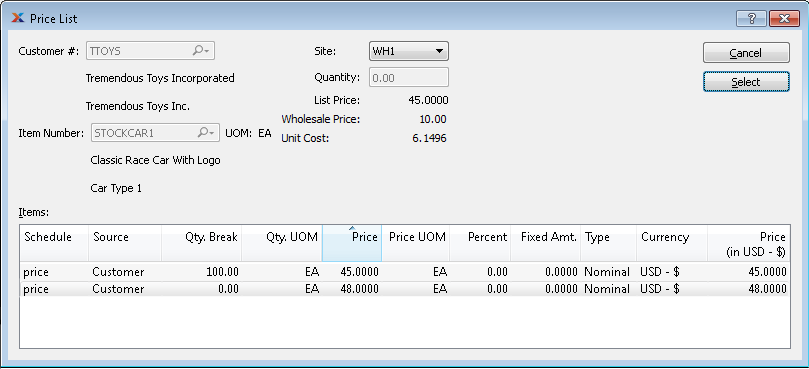 Price List
Customer #: TTOYS Site: WH1 Cancel
Tremendous Toys Incorporated Quantity: 0.00 Select
Tremendous Toys Inc. List Price: 45.0000
Wholesale Price: 10.00
Item Number: STOCKCAR1 UOM: EA Unit Cost: 6.1496
Classic Race Car With Logo
Car Type 1
Items:
Schedule Source Qty. Break Qty. UOM Price Price UOM Percent Fixed Amt. Type Currency Price
(in USD - $)
price Customer 100.00 EA 45.0000 EA 0.00 0.0000 Nominal USD - $ 45.0000
price Customer 0.00 EA 48.0000 EA 0.00 0.0000 Nominal USD - $ 48.0000